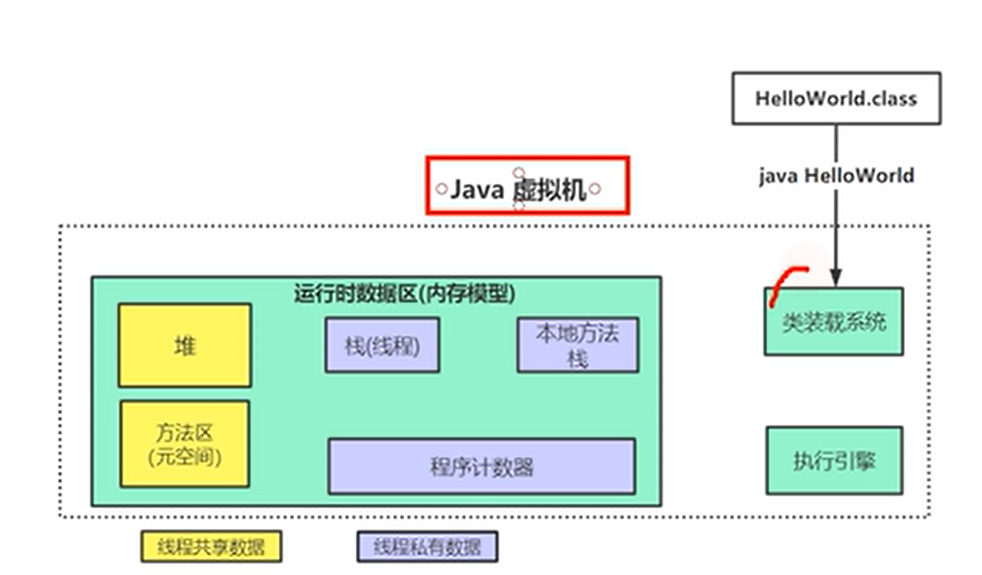 HelloWorld.class
java HelloWorld
Java 虚拟机
运行时数据区(内存模型)
堆
栈(线程)
本地方法
栈
类装载系统
方法区
(元空间)
程序计数器
执行引擎
线程共享数据
线程私有数据